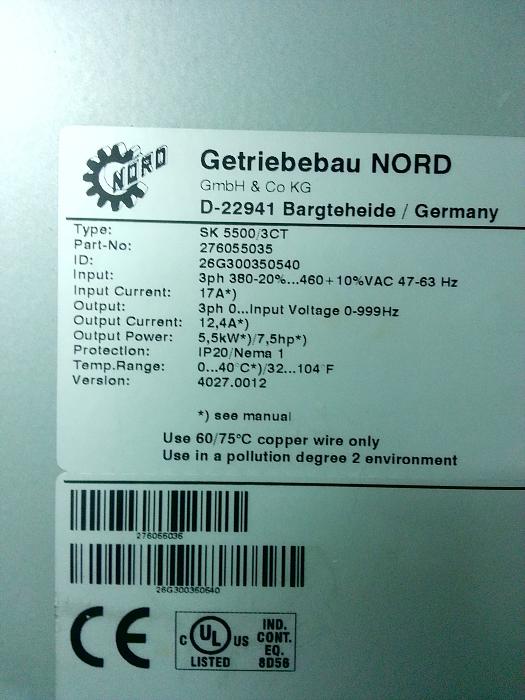 NORD
Getriebebau NORD
GmbH & Co KG
D-22941 Bargteheide / Germany
Type: SK 5500/3CT
Part-No: 276055035
ID: 26G300350540
Input: 3ph 380-20%...460+10%VAC 47-63 Hz
Input Current: 17A*)
Output: 3ph 0...Input Voltage 0-999Hz
Output Current: 12,4A*)
Output Power: 5,5kW*)/7,5hp*)
Protection: IP20/Nema 1
Temp.Range: 0...40°C*)/32...104°F
Version: 4027.0012
*) see manual
Use 60/75°C copper wire only
Use in a pollution degree 2 environment
276055035
26G300350540
CE
C UL US LISTED
IND.
CONT.
EQ.
8D56